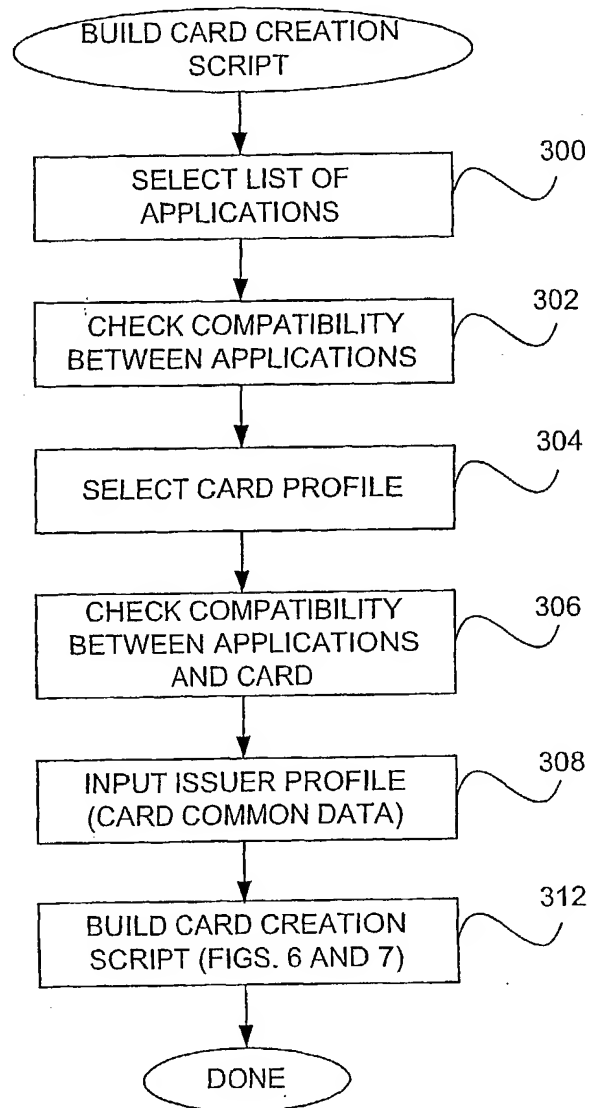 BUILD CARD CREATION
SCRIPT
300
SELECT LIST OF
APPLICATIONS
302
CHECK COMPATIBILITY
BETWEEN APPLICATIONS
304
SELECT CARD PROFILE
306
CHECK COMPATIBILITY
BETWEEN APPLICATIONS
AND CARD
308
INPUT ISSUER PROFILE
(CARD COMMON DATA)
312
BUILD CARD CREATION
SCRIPT (FIGS. 6 AND 7)
DONE